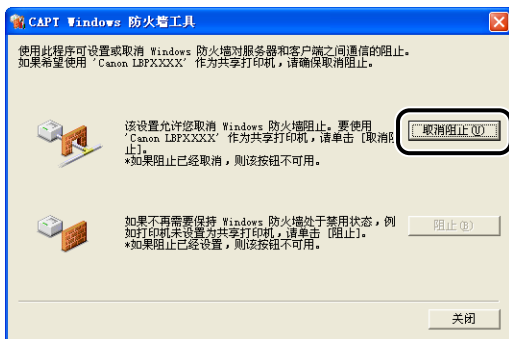 CAPT Windows 防火墙工具
使用此程序可设置或取消 Windows 防火墙对服务器和客户端之间通信的阻止。
如果希望使用 'Canon LBPXXXX' 作为共享打印机，请确保取消阻止。
该设置允许您取消 Windows 防火墙阻止。要使用
'Canon LBPXXXX' 作为共享打印机，请单击 [取消阻
止]。
*如果阻止已经取消，则该按钮不可用。
取消阻止(U)
如果不再需要保持 Windows 防火墙处于禁用状态，例
如打印机未设置为共享打印机，请单击 [阻止]。
*如果阻止已经设置，则该按钮不可用。
阻止(B)
关闭